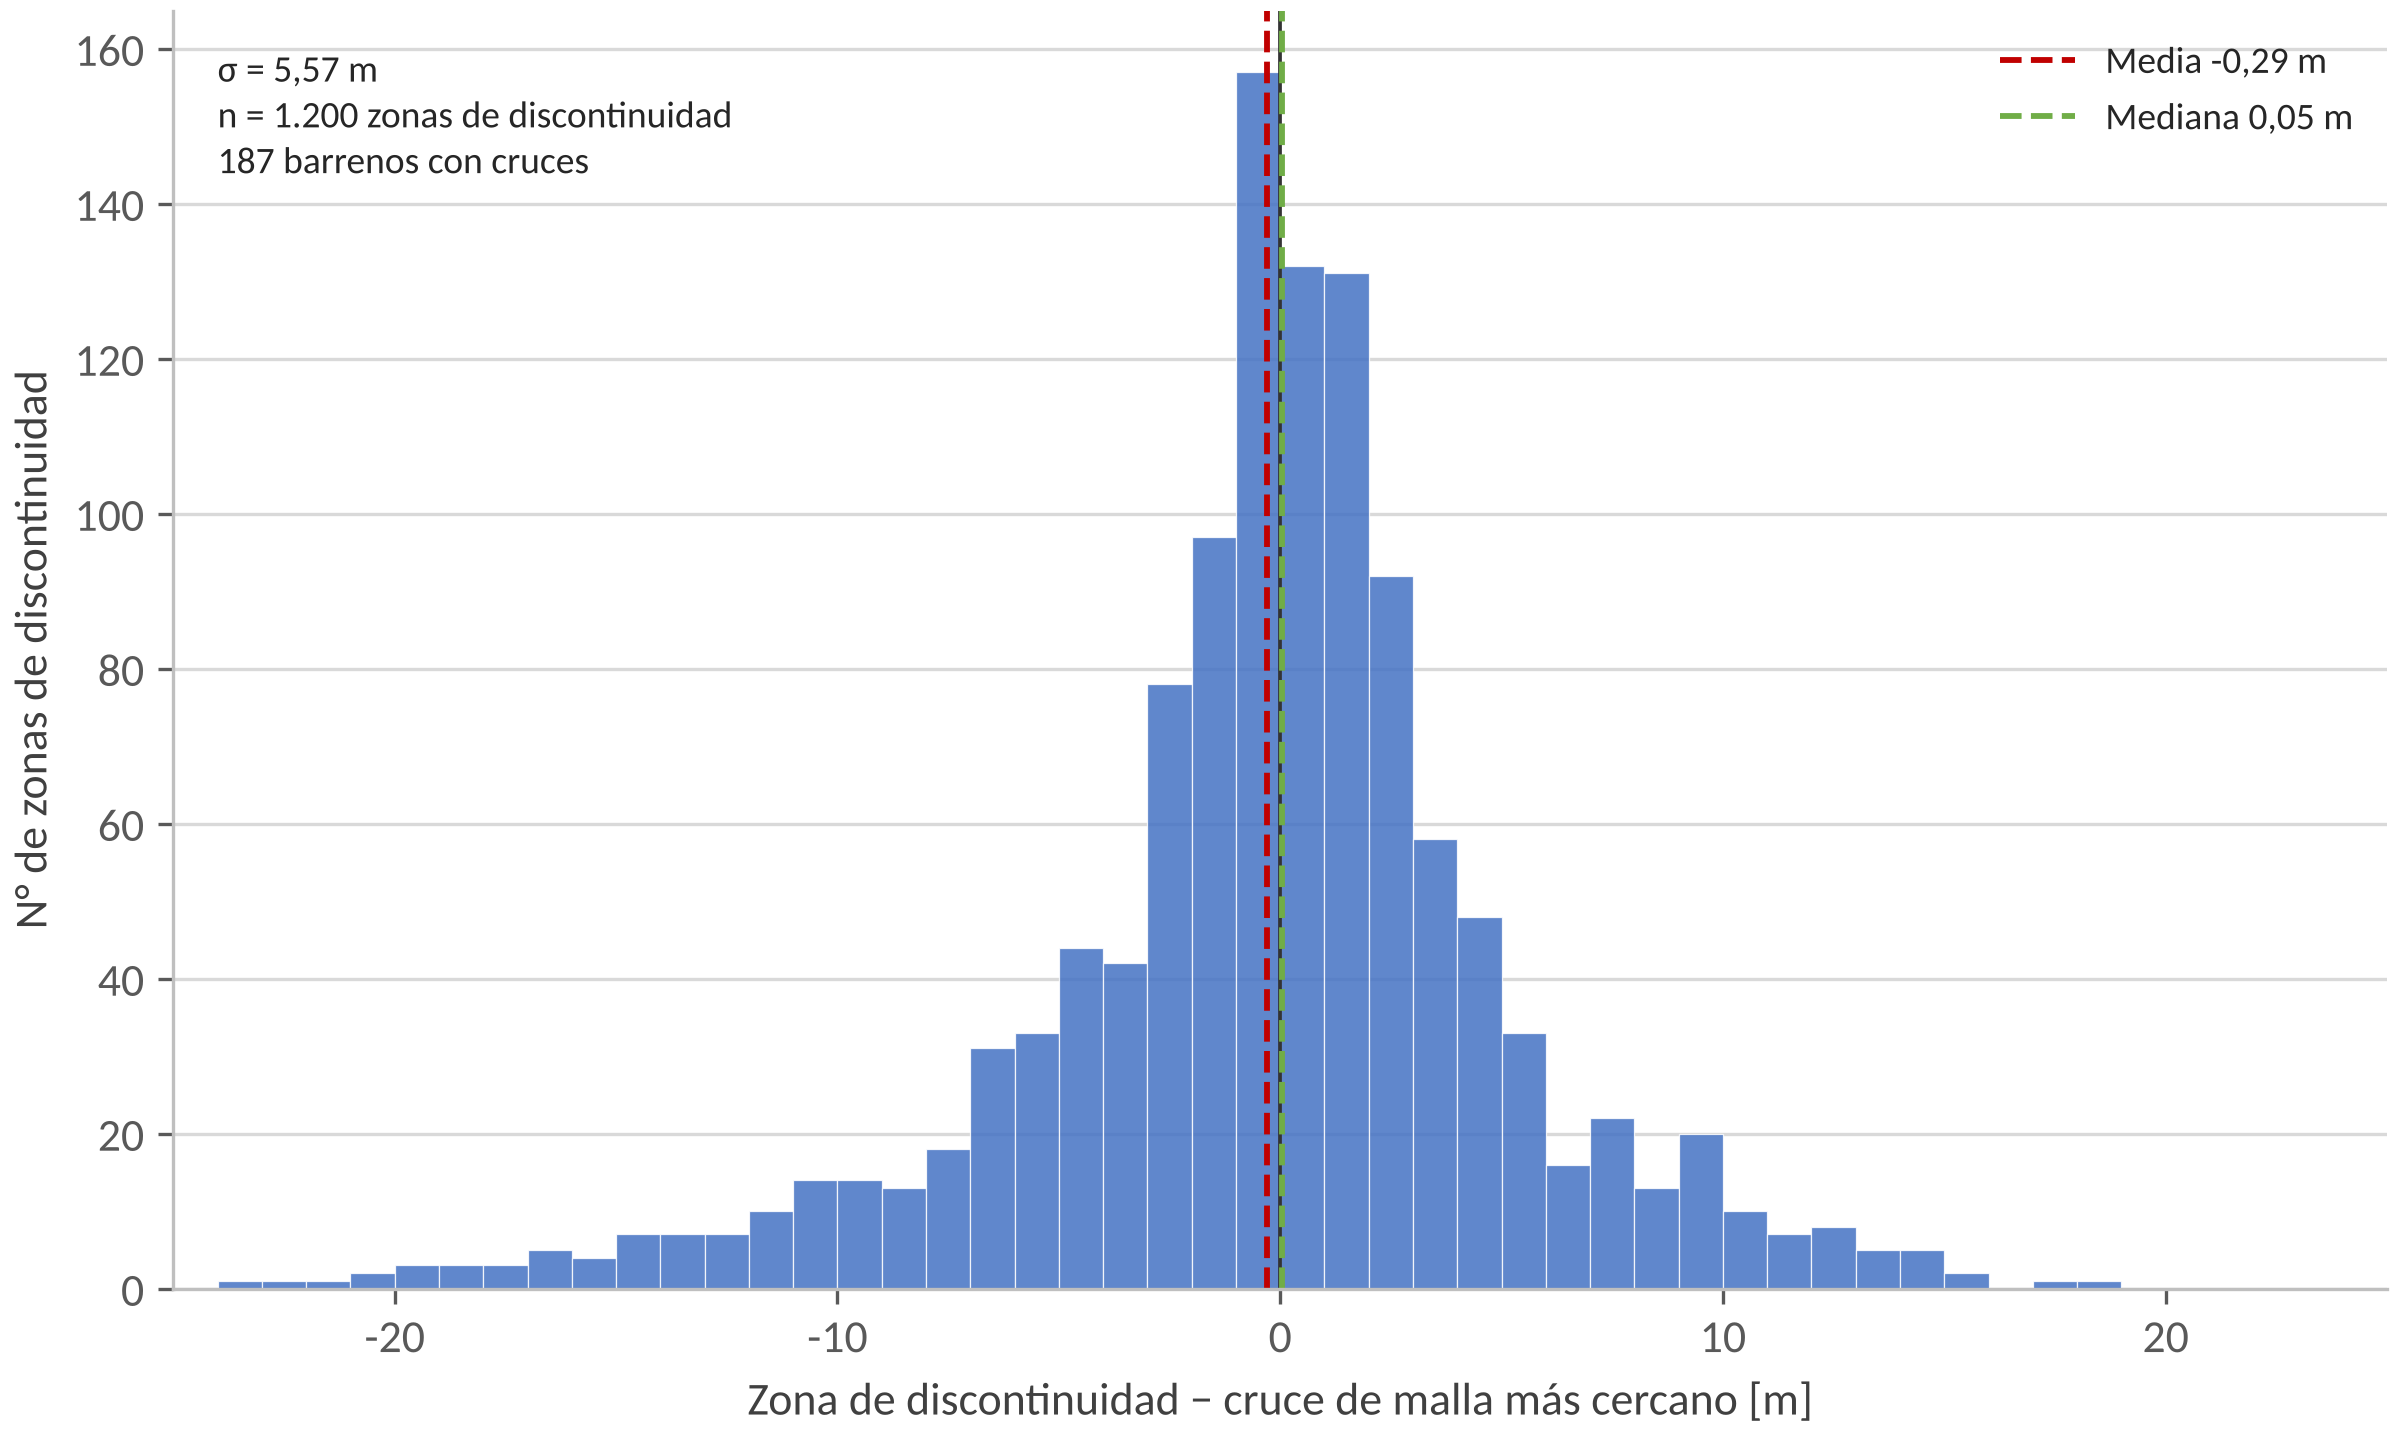 σ = 5,57 m
n = 1.200 zonas de discontinuidad
187 barrenos con cruces
Media -0,29 m
Mediana 0,05 m
N° de zonas de discontinuidad
160
140
120
100
80
60
40
20
0
-20
-10
0
10
20
Zona de discontinuidad – cruce de malla más cercano [m]